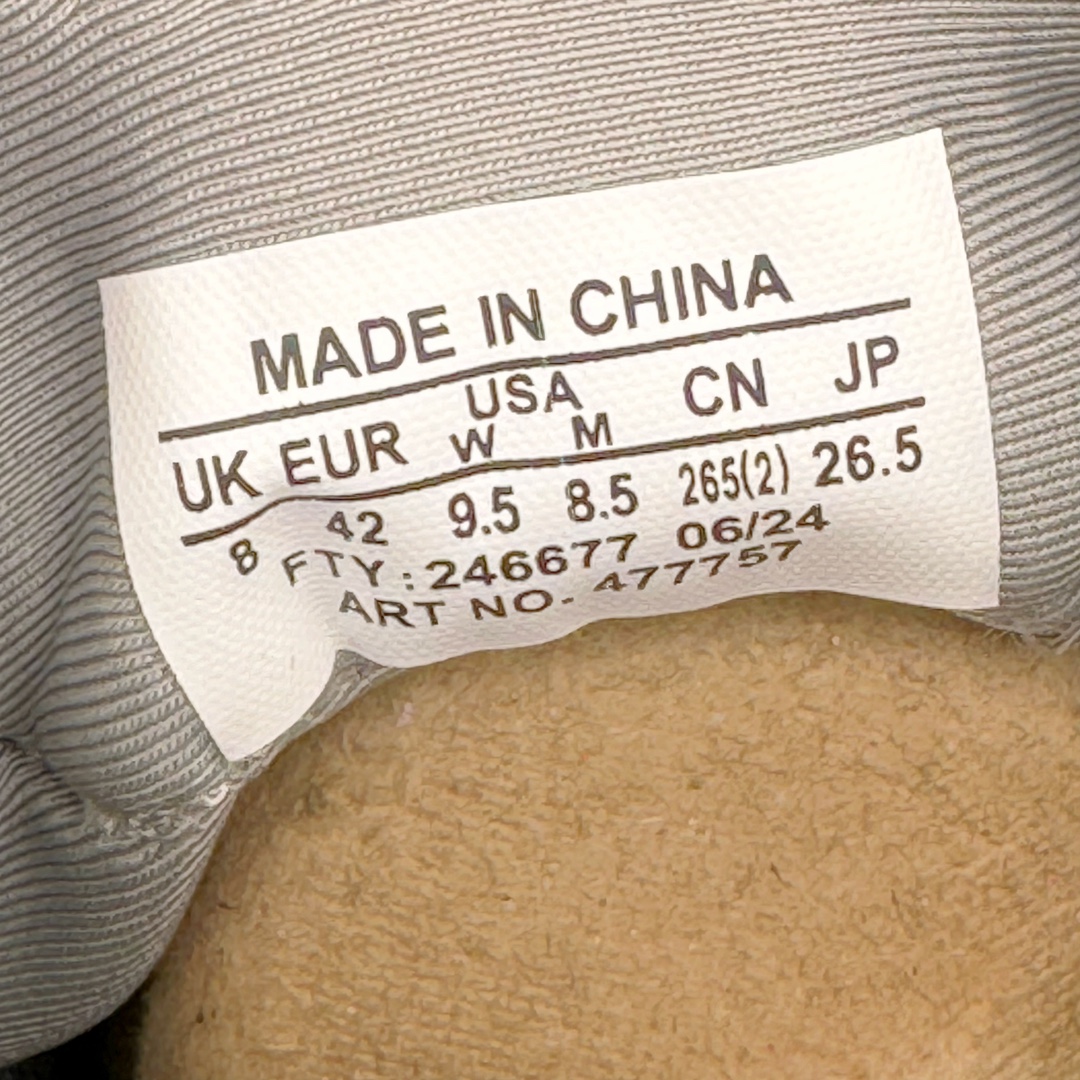 MADE IN CHINA
USA
UK EUR W M CN JP
8 42 9.5 8.5 265(2) 26.5
FTY:246677 06/24
ART NO- 477757